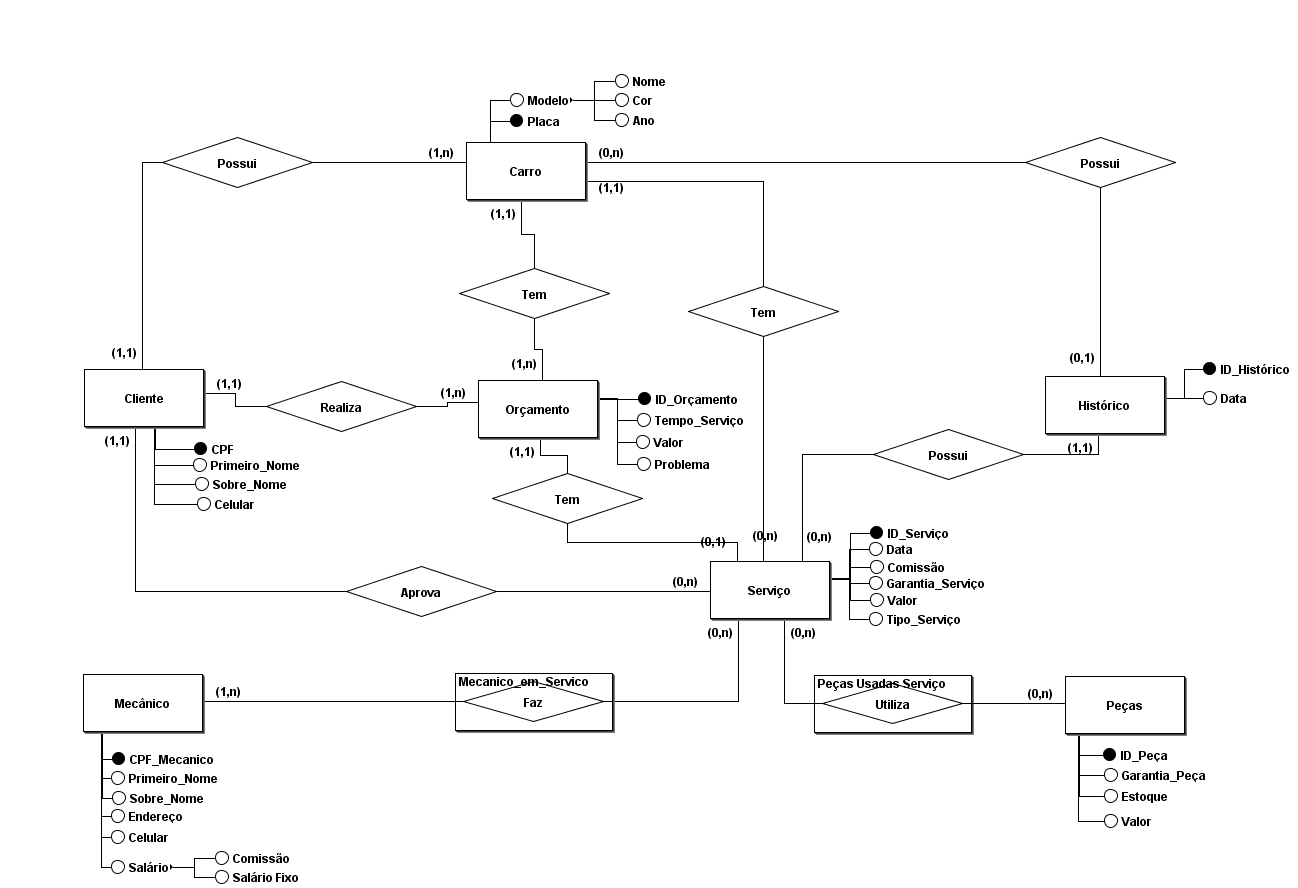 Nome
Modelo
Cor
Placa
Ano
Possui
(1,n)
Carro
(0,n)
Possui
(1,1)
(1,1)
Tem
Tem
(1,1)
(1,n)
(0,1)
Cliente
(1,1)
Realiza
(1,n)
Orçamento
ID_Orçamento
Tempo_Serviço
Valor
Problema
Histórico
ID_Histórico
Data
(1,1)
CPF
Primeiro_Nome
Sobre_Nome
Celular
(1,1)
Tem
Possui
(1,1)
(0,1)
(0,n)
(0,n)
ID_Serviço
Data
Comissão
Garantia_Serviço
Valor
Tipo_Serviço
Aprova
(0,n)
Serviço
(0,n)
(0,n)
Mecânico
(1,n)
Mecanico_em_Servico
Faz
Peças Usadas Serviço
Utiliza
(0,n)
Peças
CPF_Mecanico
Primeiro_Nome
Sobre_Nome
Endereço
Celular
Salário
Comissão
Salário Fixo
ID_Peça
Garantia_Peça
Estoque
Valor